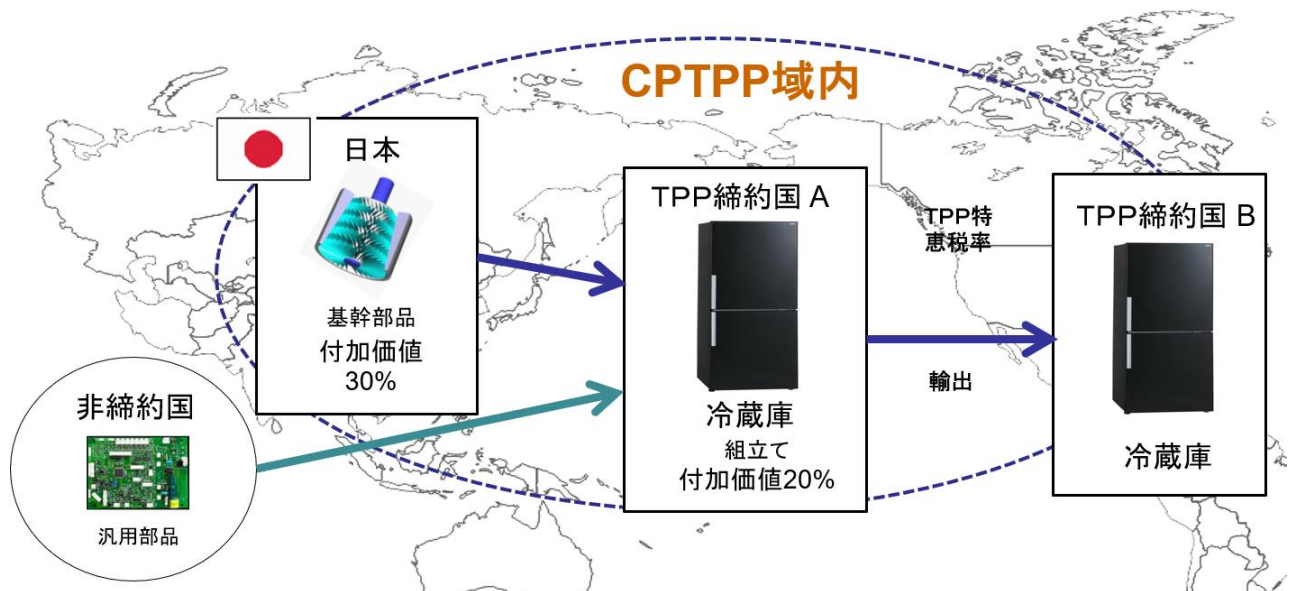 CPTPP域内
日本
基幹部品
付加価値
30%
非締約国
汎用部品
TPP締約国 A
冷蔵庫
組立て
付加価値20%
TPP特
恵税率
輸出
TPP締約国 B
冷蔵庫